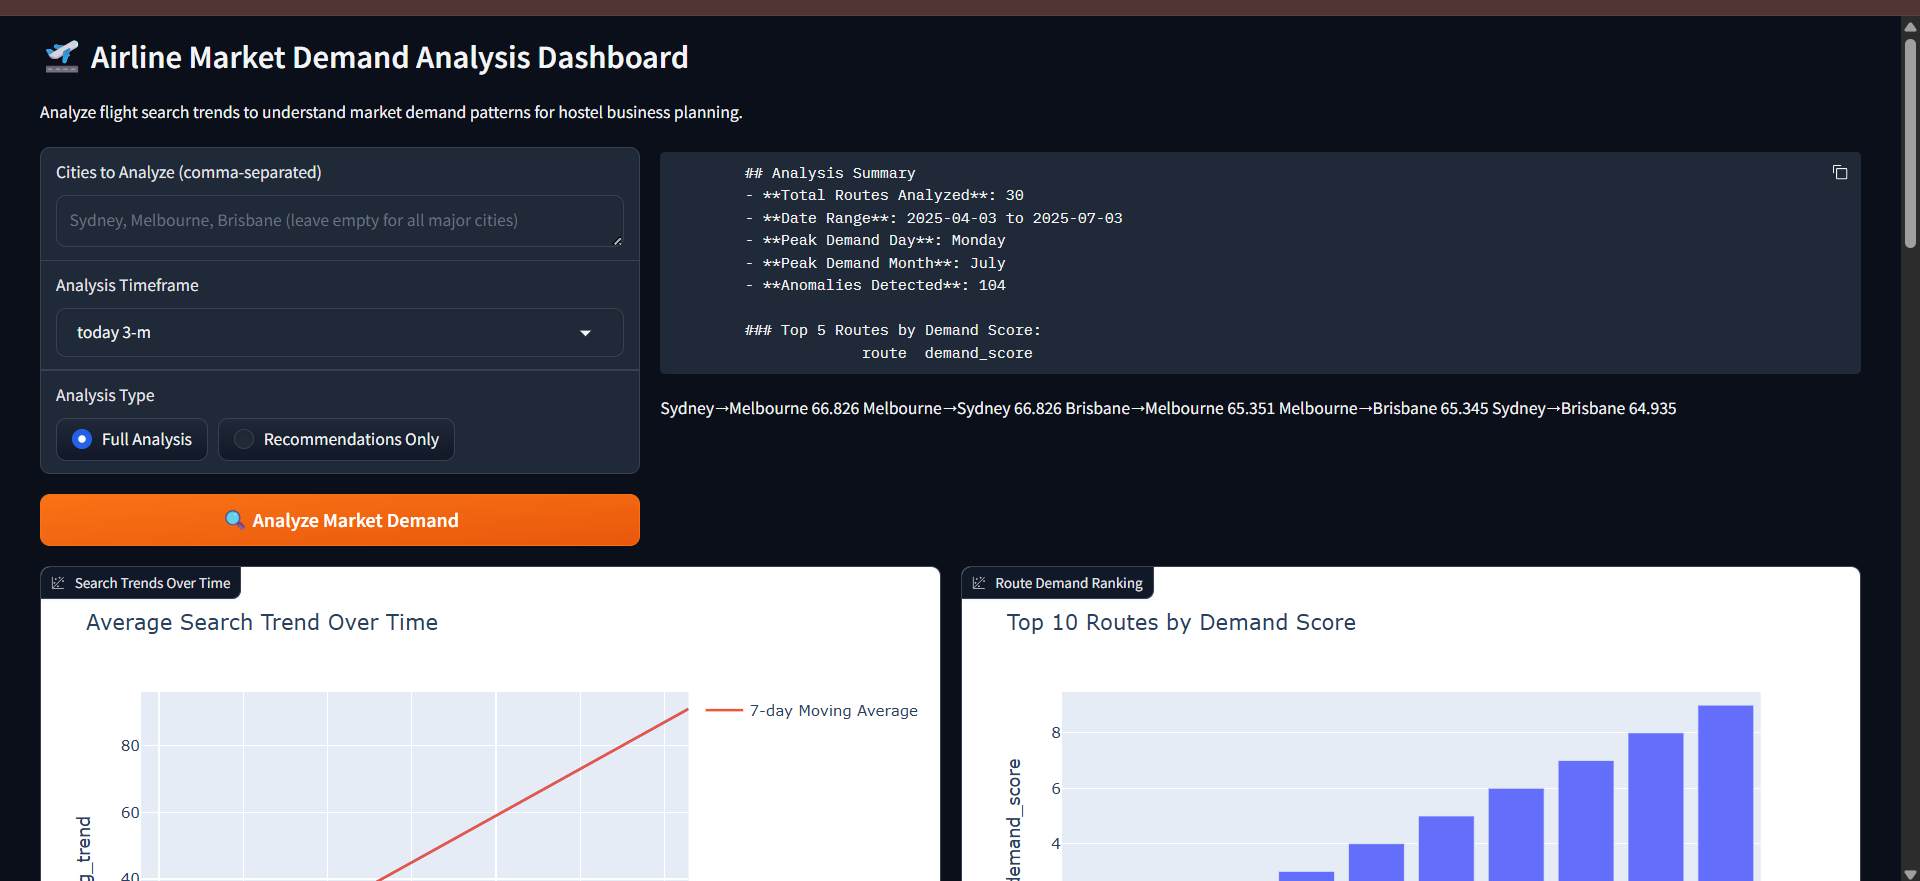 Airline Market Demand Analysis Dashboard
Analyze flight search trends to understand market demand patterns for hostel business planning.
Cities to Analyze (comma-separated)
Sydney, Melbourne, Brisbane (leave empty for all major cities)
Analysis Timeframe
today 3-m
Analysis Type
Full Analysis
Recommendations Only
Analyze Market Demand
## Analysis Summary
- **Total Routes Analyzed**: 30
- **Date Range**: 2025-04-03 to 2025-07-03
- **Peak Demand Day**: Monday
- **Peak Demand Month**: July
- **Anomalies Detected**: 104
### Top 5 Routes by Demand Score:
route demand_score
Sydney→Melbourne 66.826 Melbourne→Sydney 66.826 Brisbane→Melbourne 65.351 Melbourne→Brisbane 65.345 Sydney→Brisbane 64.935
Search Trends Over Time
Average Search Trend Over Time
7-day Moving Average
80
60
40
Route Demand Ranking
Top 10 Routes by Demand Score
8
6
4
demand_score